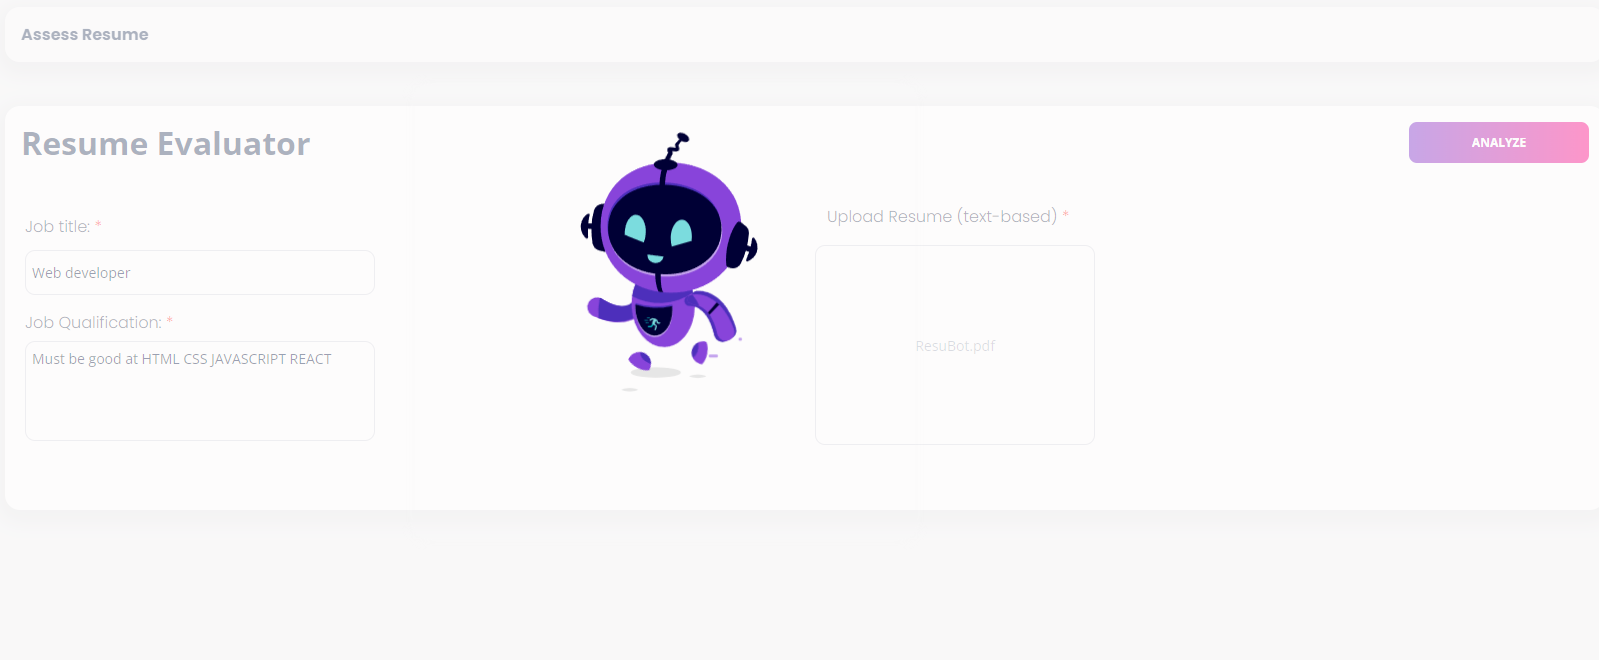 Assess Resume
Resume Evaluator
ANALYZE
Job title: *
Web developer
Job Qualification: *
Must be good at HTML CSS JAVASCRIPT REACT
Upload Resume (text-based) *
ResuBot.pdf